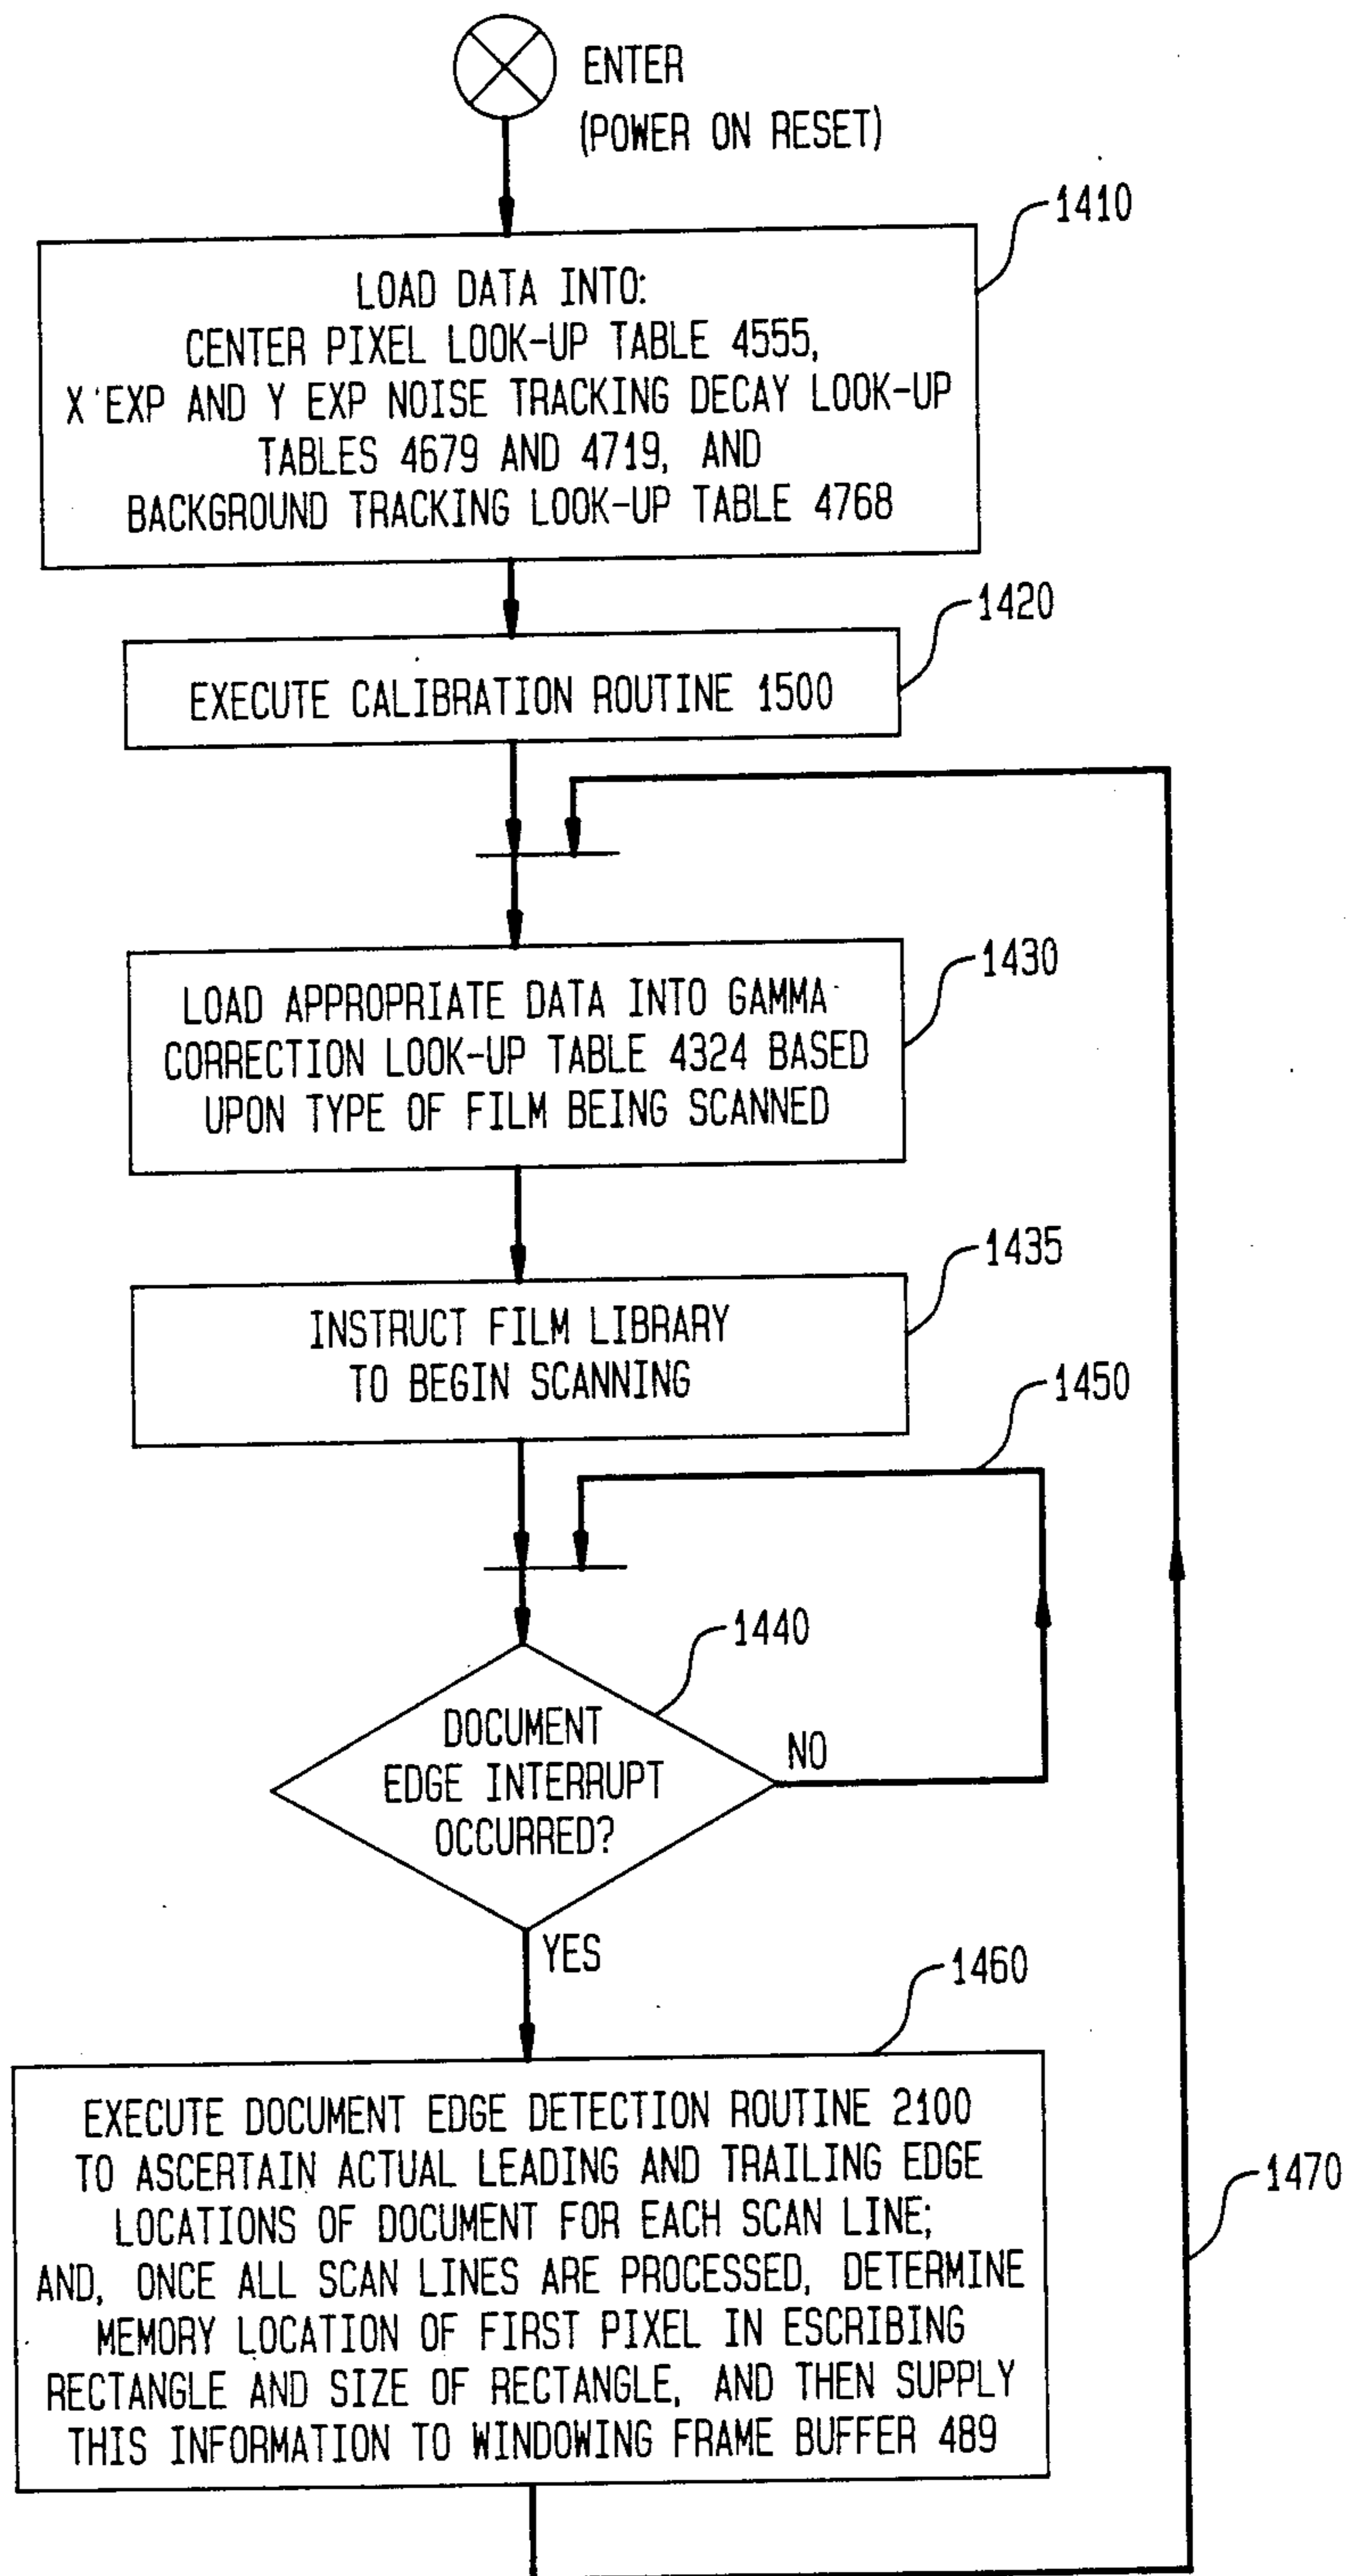 ENTER
(POWER ON RESET)
1410
LOAD DATA INTO:
CENTER PIXEL LOOK-UP TABLE 4555,
X EXP AND Y EXP NOISE TRACKING DECAY LOOK-UP
TABLES 4679 AND 4719, AND
BACKGROUND TRACKING LOOK-UP TABLE 4768
1420
EXECUTE CALIBRATION ROUTINE 1500
1430
LOAD APPROPRIATE DATA INTO GAMMA
CORRECTION LOOK-UP TABLE 4324 BASED
UPON TYPE OF FILM BEING SCANNED
1435
INSTRUCT FILM LIBRARY
TO BEGIN SCANNING
1450
1440
DOCUMENT
EDGE INTERRUPT
OCCURRED?
NO
YES
1460
EXECUTE DOCUMENT EDGE DETECTION ROUTINE 2100
TO ASCERTAIN ACTUAL LEADING AND TRAILING EDGE
LOCATIONS OF DOCUMENT FOR EACH SCAN LINE;
AND, ONCE ALL SCAN LINES ARE PROCESSED, DETERMINE
MEMORY LOCATION OF FIRST PIXEL IN ESCRIBING
RECTANGLE AND SIZE OF RECTANGLE, AND THEN SUPPLY
THIS INFORMATION TO WINDOWING FRAME BUFFER 489
1470